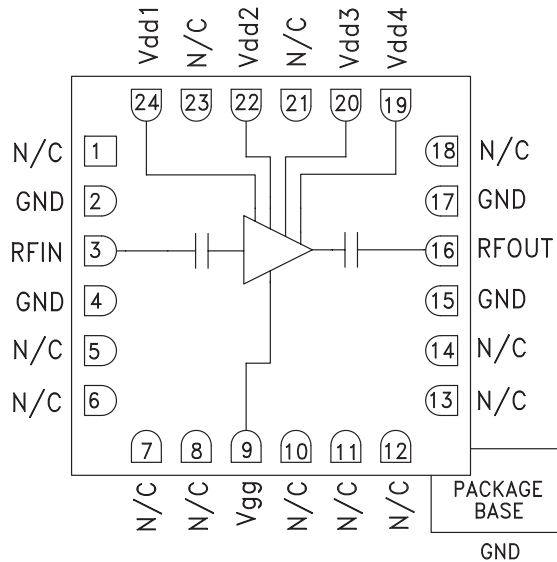 Vdd1 N/C Vdd2 N/C Vdd3 Vdd4
24 23 22 21 20 19
N/C 1 18 N/C
GND 2 17 GND
RFIN 3 16 RFOUT
GND 4 15 GND
N/C 5 14 N/C
N/C 6 13 N/C
7 8 9 10 11 12
N/C N/C Vgg N/C N/C N/C
PACKAGE
BASE
GND